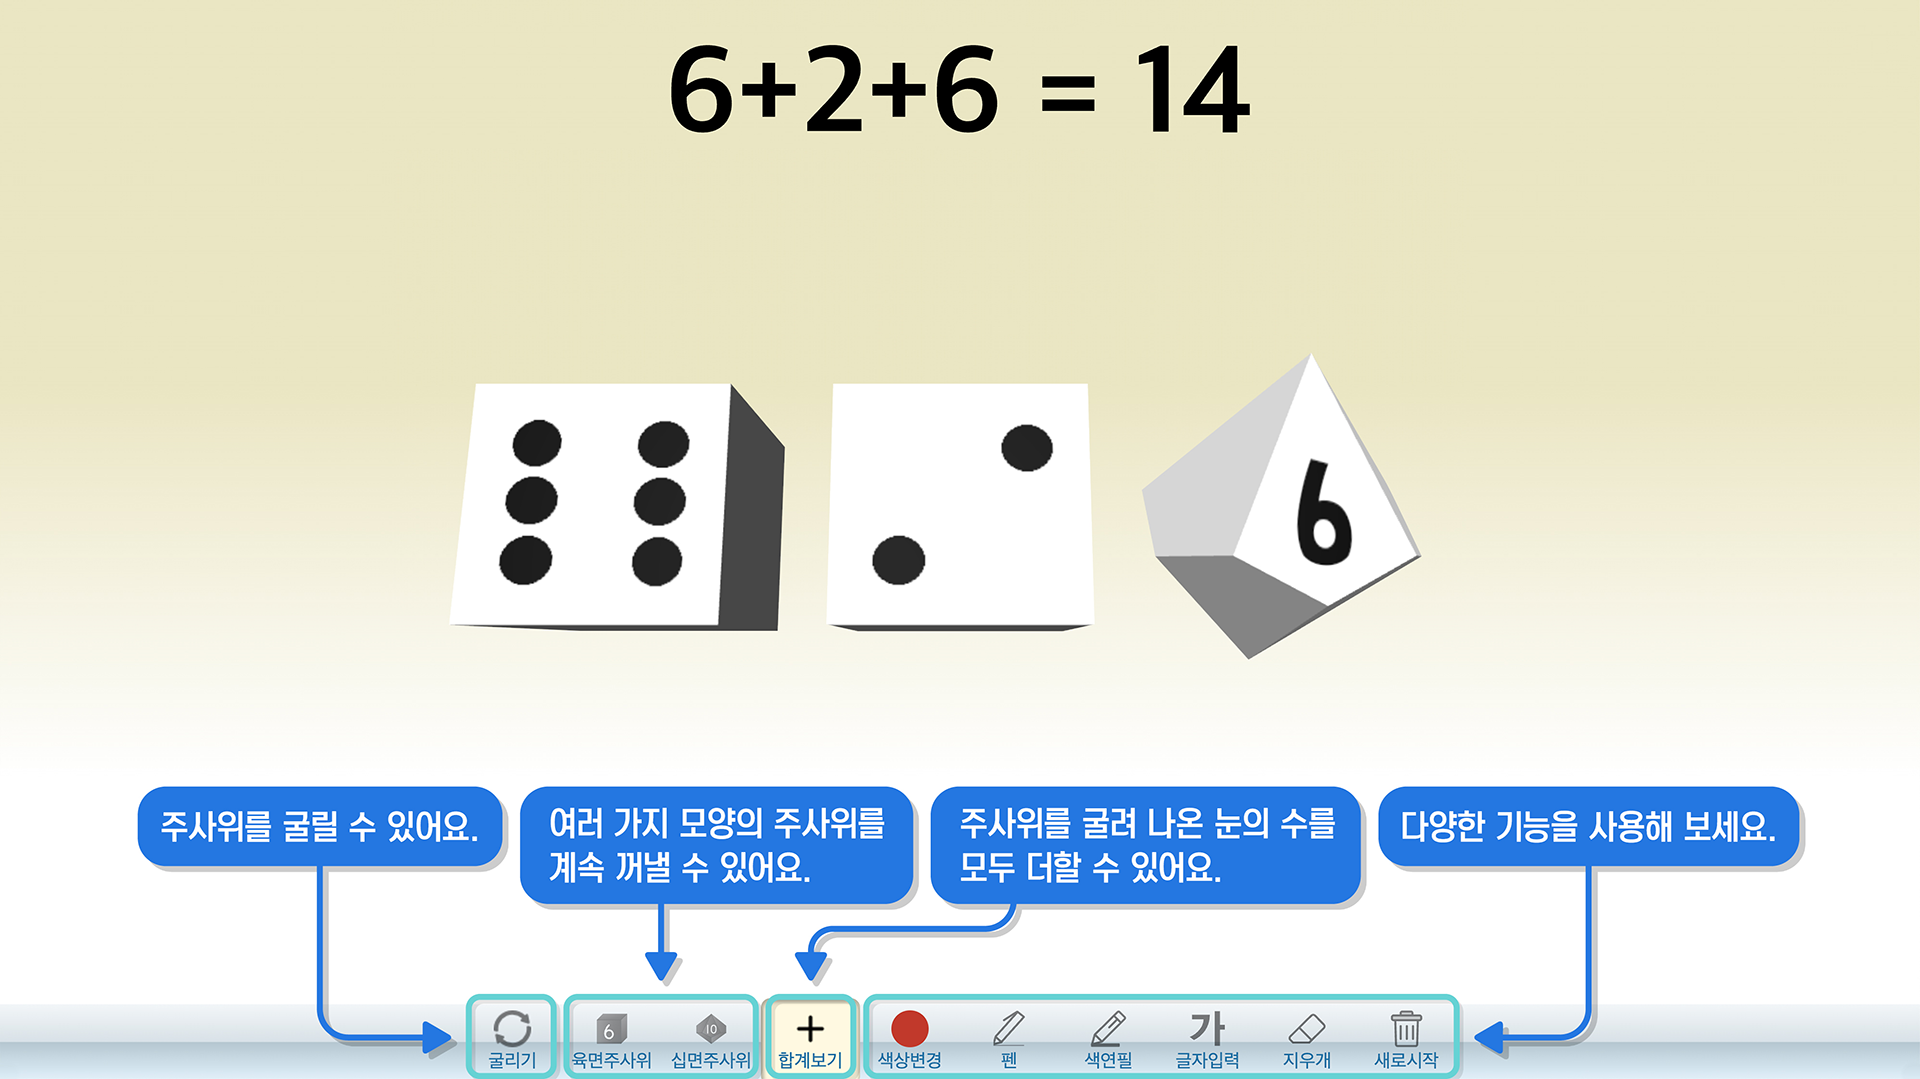 6+2+6 = 14
6
주사위를 굴릴 수 있어요.
여러 가지 모양의 주사위를
계속 꺼낼 수 있어요.
주사위를 굴려 나온 눈의 수를
모두 더할 수 있어요.
다양한 기능을 사용해 보세요.
6
10
가
굴리기
육면주사위
십면주사위
합계보기
색상변경
펜
색연필
글자입력
지우개
새로시작